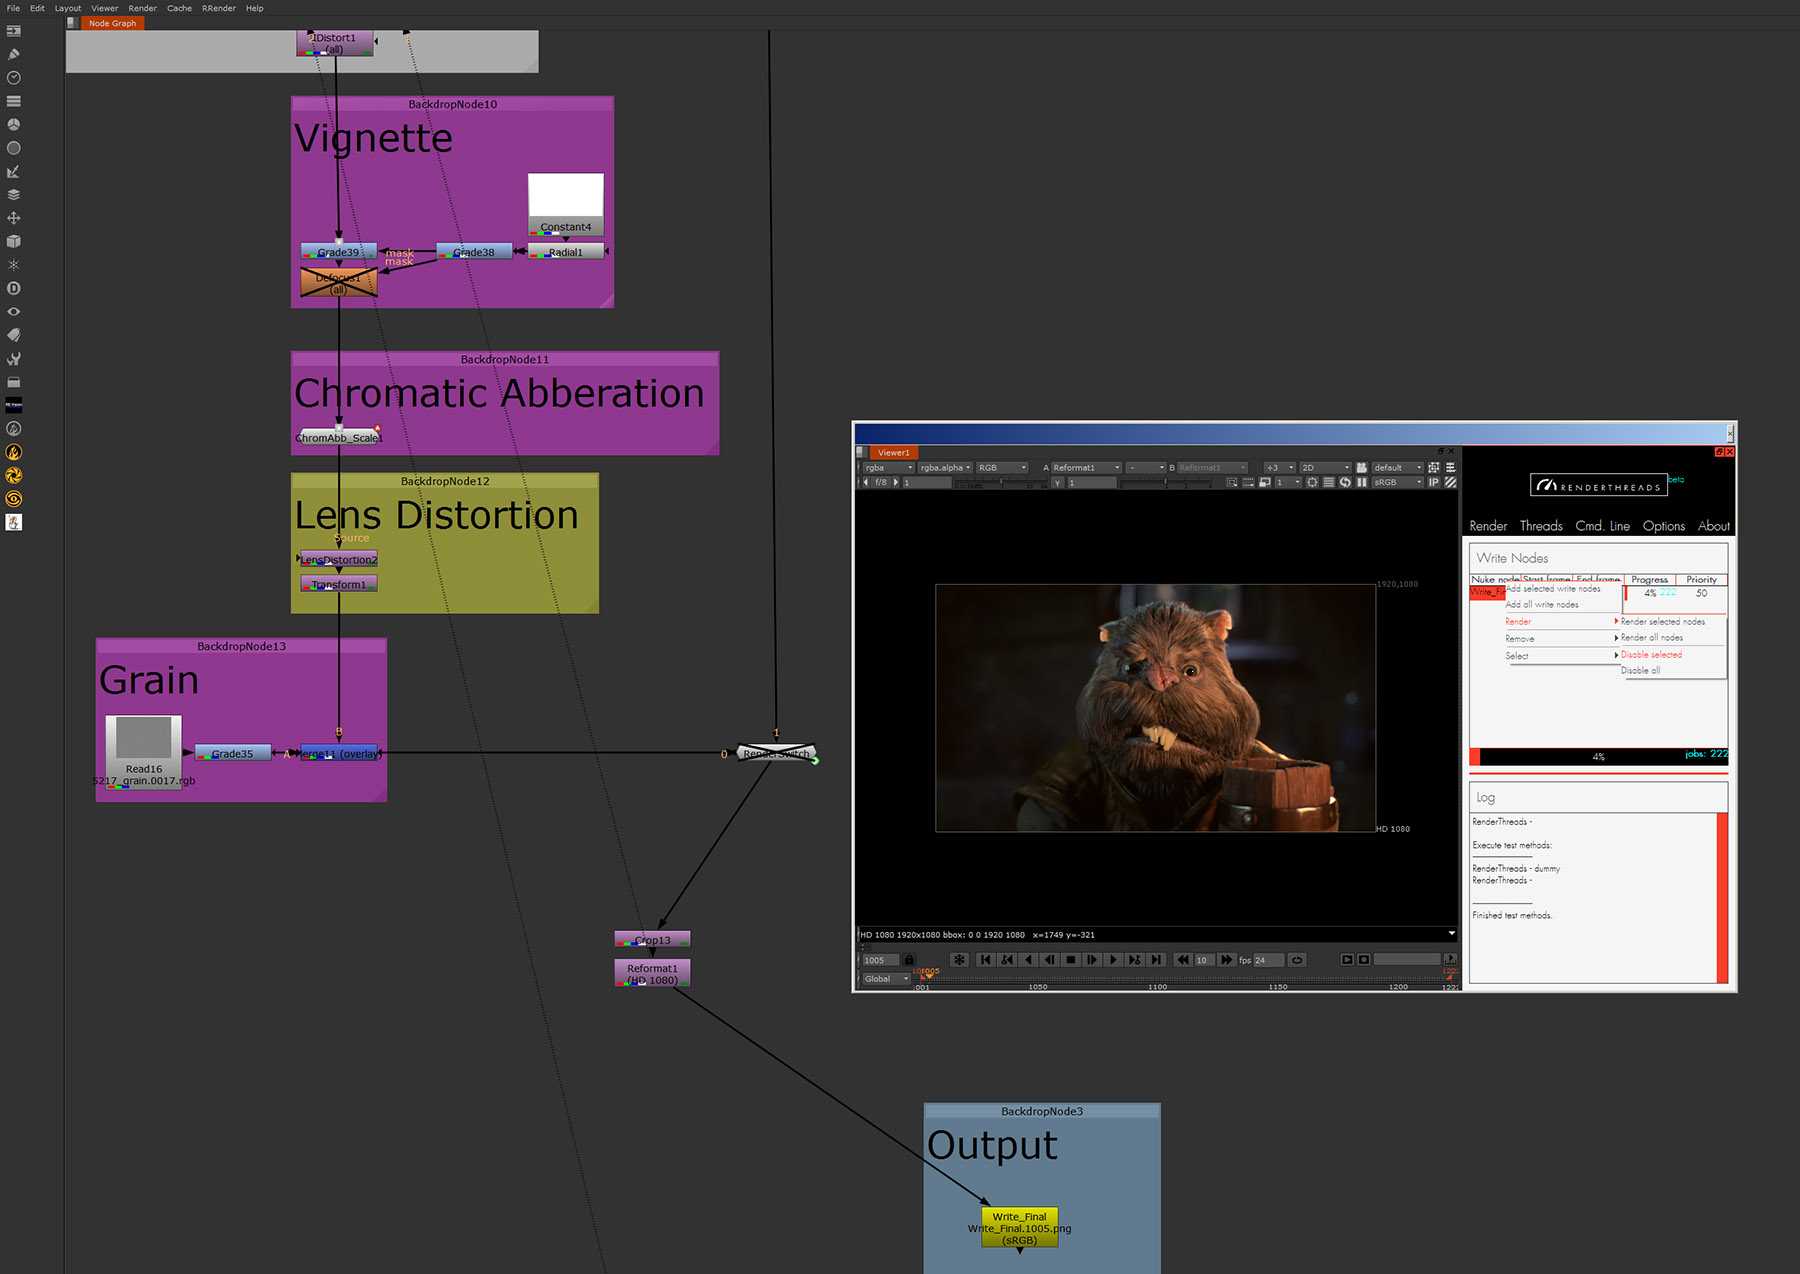 File Edit Layout Viewer Render Cache RRender Help
Node Graph
IDistort1
(all)
BackdropNode10
Vignette
Constant4
Grade39
mask
mask
Grade38
Radial1
Defocus1
(all)
BackdropNode11
Chromatic Abberation
ChromAbb_Scale1
BackdropNode12
Lens Distortion
Source
LensDistortion2
Transform1
BackdropNode13
Grain
Read16
5217_grain.0017.rgb
Grade35
A
B
erge11 (overlay)
0
1
RenderSwitch
Crop13
Reformat1
(HD 1080)
BackdropNode3
Output
Write_Final
Write_Final.1005.png
(sRGB)
Viewer1
rgba rgba.alpha RGB A Reformat1 - B Reformat1 +3 2D default
f/8 1 Y 1 1 sRGB IP
1920,1080
HD 1080
HD 1080 1920x1080 bbox: 0 0 1920 1080 x=1749 y=-321
1005 10 fps 24
Global 1005
1050 1100 1150 1200
RENDERTHREADS beta
Render Threads Cmd. Line Options About
Write Nodes
Nuke node Start frame End frame Progress Priority
Write_Fin 4% 222 50
Add selected write nodes
Add all write nodes
Render
Remove
Select
Render selected nodes
Render all nodes
Disable selected
Disable all
4% jobs: 222
Log
RenderThreads -
Execute test methods:
------------------------
RenderThreads - dummy
RenderThreads -
------------------------
Finished test methods.